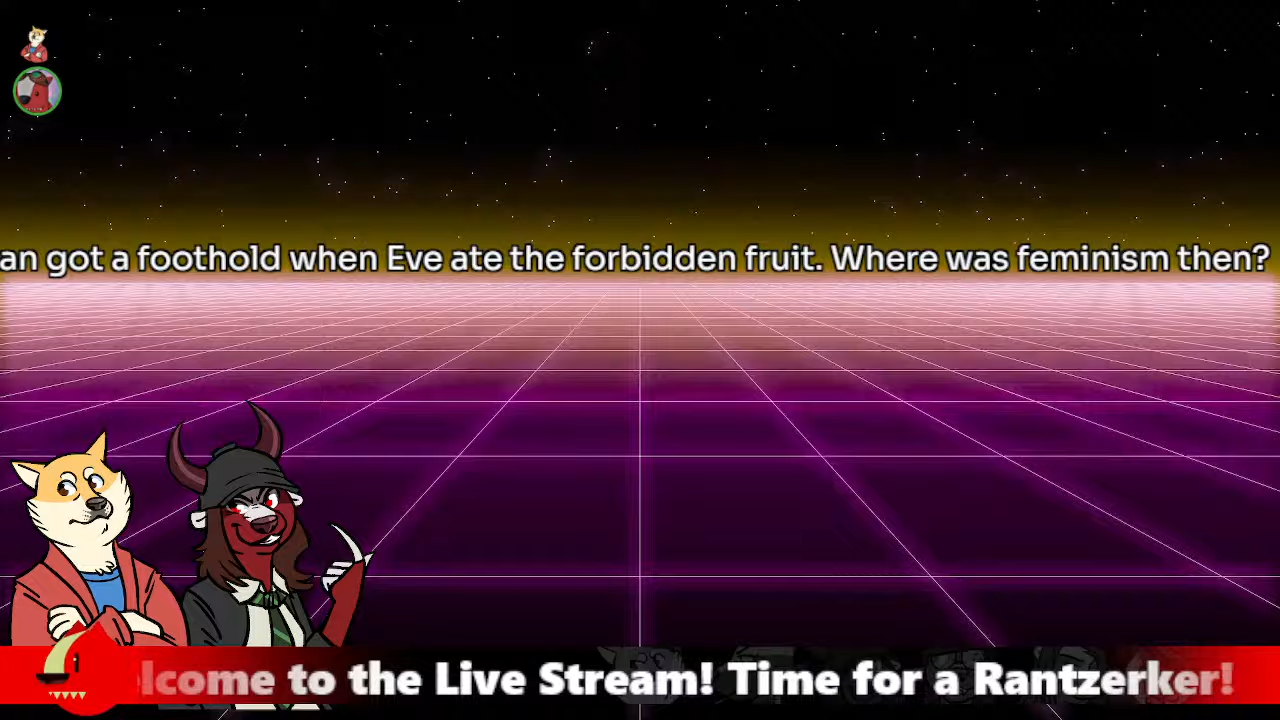 an got a foothold when Eve ate the forbidden fruit. Where was feminism then?
lcome to the Live Stream! Time for a Rantzerker!